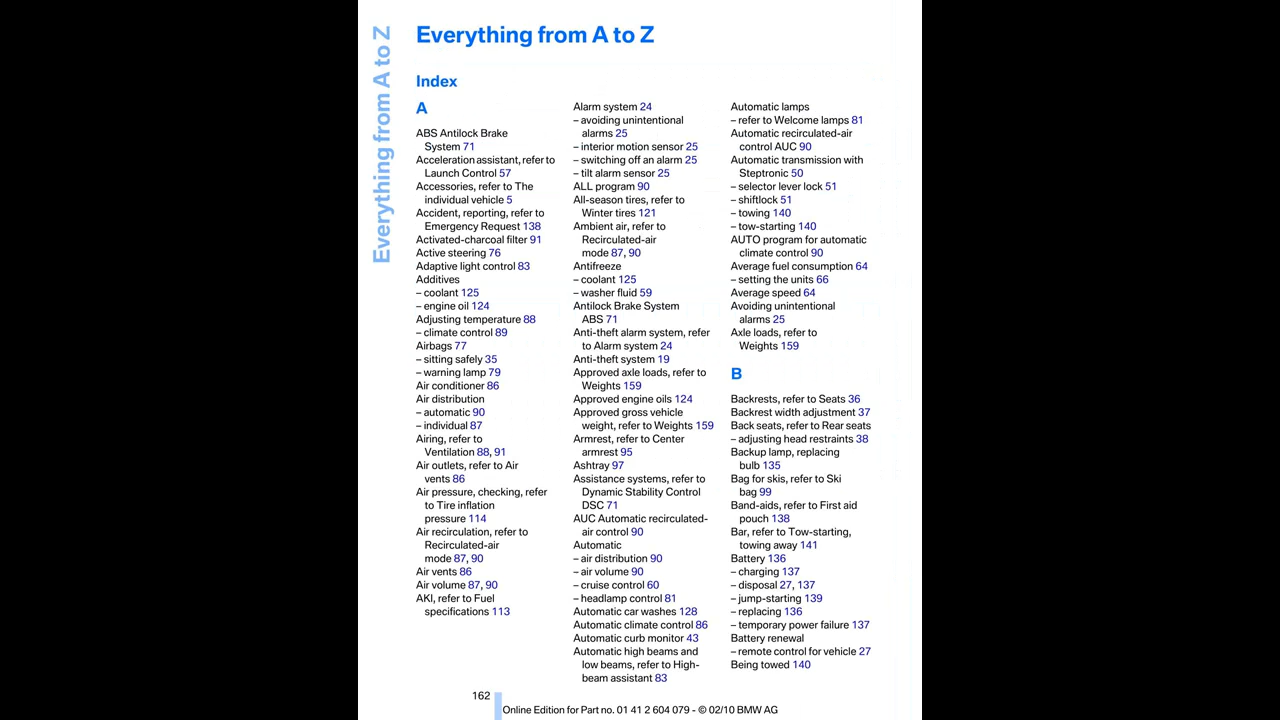 Everything from A to Z
Everything from A to Z
Index
A
ABS Antilock Brake
System 71
Acceleration assistant, refer to
Launch Control 57
Accessories, refer to The
individual vehicle 5
Accident, reporting, refer to
Emergency Request 138
Activated-charcoal filter 91
Active steering 76
Adaptive light control 83
Additives
– coolant 125
– engine oil 124
Adjusting temperature 88
– climate control 89
Airbags 77
– sitting safely 35
– warning lamp 79
Air conditioner 86
Air distribution
– automatic 90
– individual 87
Airing, refer to
Ventilation 88, 91
Air outlets, refer to Air
vents 86
Air pressure, checking, refer
to Tire inflation
pressure 114
Air recirculation, refer to
Recirculated-air
mode 87, 90
Air vents 86
Air volume 87, 90
AKI, refer to Fuel
specifications 113
Alarm system 24
– avoiding unintentional
alarms 25
– interior motion sensor 25
– switching off an alarm 25
– tilt alarm sensor 25
ALL program 90
All-season tires, refer to
Winter tires 121
Ambient air, refer to
Recirculated-air
mode 87, 90
Antifreeze
– coolant 125
– washer fluid 59
Antilock Brake System
ABS 71
Anti-theft alarm system, refer
to Alarm system 24
Anti-theft system 19
Approved axle loads, refer to
Weights 159
Approved engine oils 124
Approved gross vehicle
weight, refer to Weights 159
Armrest, refer to Center
armrest 95
Ashtray 97
Assistance systems, refer to
Dynamic Stability Control
DSC 71
AUC Automatic recirculated-
air control 90
Automatic
– air distribution 90
– air volume 90
– cruise control 60
– headlamp control 81
Automatic car washes 128
Automatic climate control 86
Automatic curb monitor 43
Automatic high beams and
low beams, refer to High-
beam assistant 83
Automatic lamps
– refer to Welcome lamps 81
Automatic recirculated-air
control AUC 90
Automatic transmission with
Steptronic 50
– selector lever lock 51
– shiftlock 51
– towing 140
– tow-starting 140
AUTO program for automatic
climate control 90
Average fuel consumption 64
– setting the units 66
Average speed 64
Avoiding unintentional
alarms 25
Axle loads, refer to
Weights 159
B
Backrests, refer to Seats 36
Backrest width adjustment 37
Back seats, refer to Rear seats
– adjusting head restraints 38
Backup lamp, replacing
bulb 135
Bag for skis, refer to Ski
bag 99
Band-aids, refer to First aid
pouch 138
Bar, refer to Tow-starting,
towing away 141
Battery 136
– charging 137
– disposal 27, 137
– jump-starting 139
– replacing 136
– temporary power failure 137
Battery renewal
– remote control for vehicle 27
Being towed 140
162
Online Edition for Part no. 01 41 2 604 079 - © 02/10 BMW AG